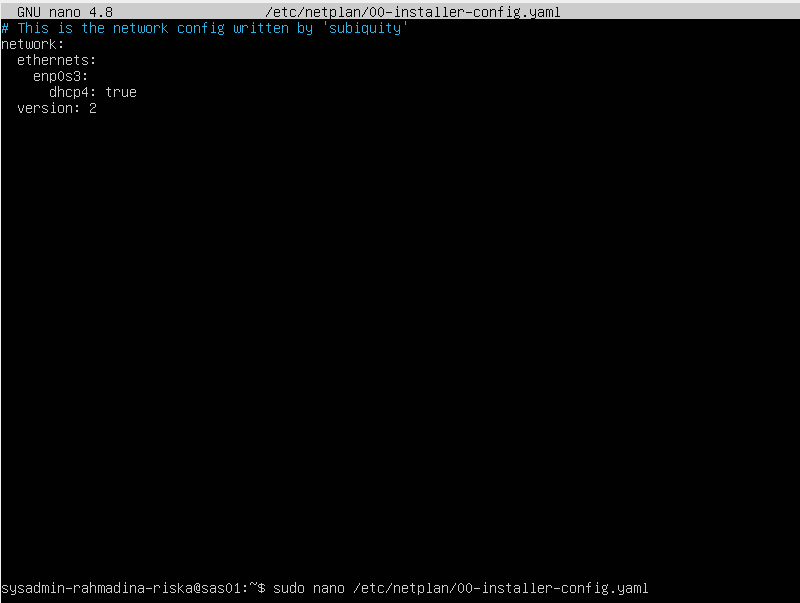 GNU nano 4.8 /etc/netplan/00-installer-config.yaml
# This is the network config written by 'subiquity'
network:
  ethernets:
    enp0s3:
      dhcp4: true
  version: 2
sysadmin-rahmadina-riska@sas01:~$ sudo nano /etc/netplan/00-installer-config.yaml